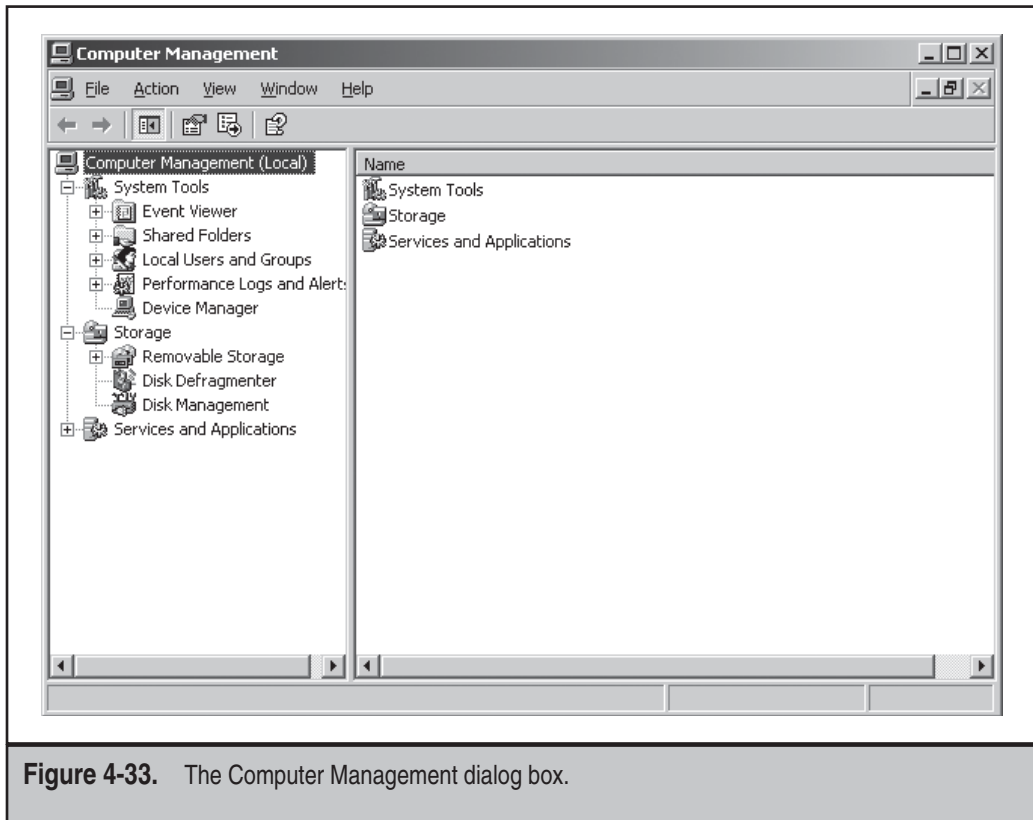 Computer Management
File Action View Window Help
Computer Management (Local)
System Tools
Event Viewer
Shared Folders
Local Users and Groups
Performance Logs and Alert:
Device Manager
Storage
Removable Storage
Disk Defragmenter
Disk Management
Services and Applications
Name
System Tools
Storage
Services and Applications
Figure 4-33. The Computer Management dialog box.